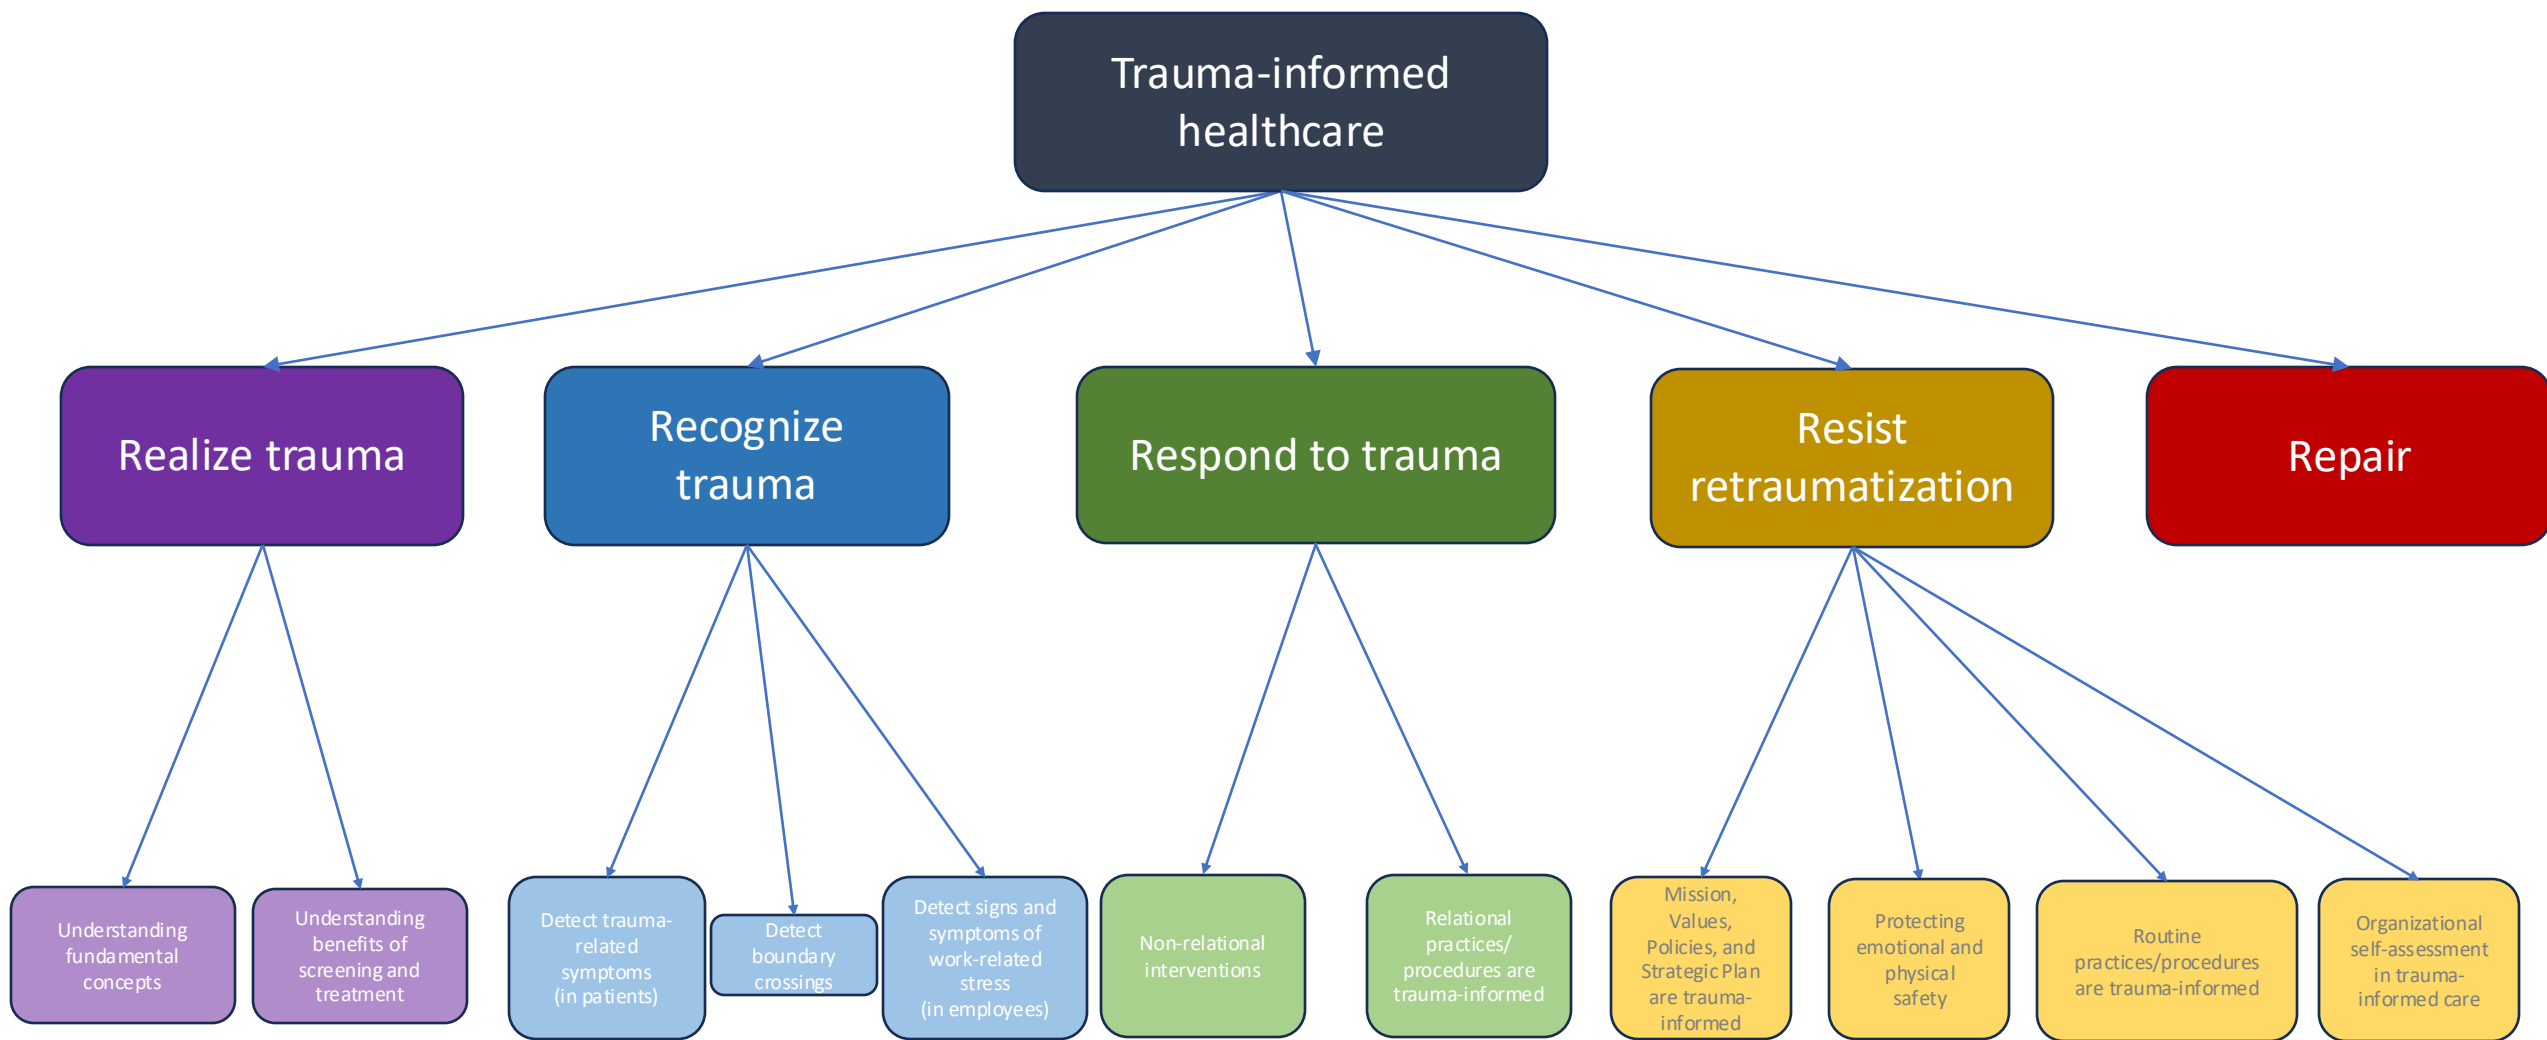 Trauma-informed
healthcare
Realize trauma
Recognize
trauma
Respond to trauma
Resist
retraumatization
Repair
Understanding
fundamental
concepts
Understanding
benefits of
screening and
treatment
Detect trauma-
related
symptoms
(in patients)
Detect
boundary
crossings
Detect signs and
symptoms of
work-related
stress
(in employees)
Non-relational
interventions
Relational
practices/
procedures are
trauma-informed
Mission,
Values,
Policies, and
Strategic Plan
are trauma-
informed
Protecting
emotional and
physical
safety
Routine
practices/procedures
are trauma-informed
Organizational
self-assessment
in trauma-
informed care